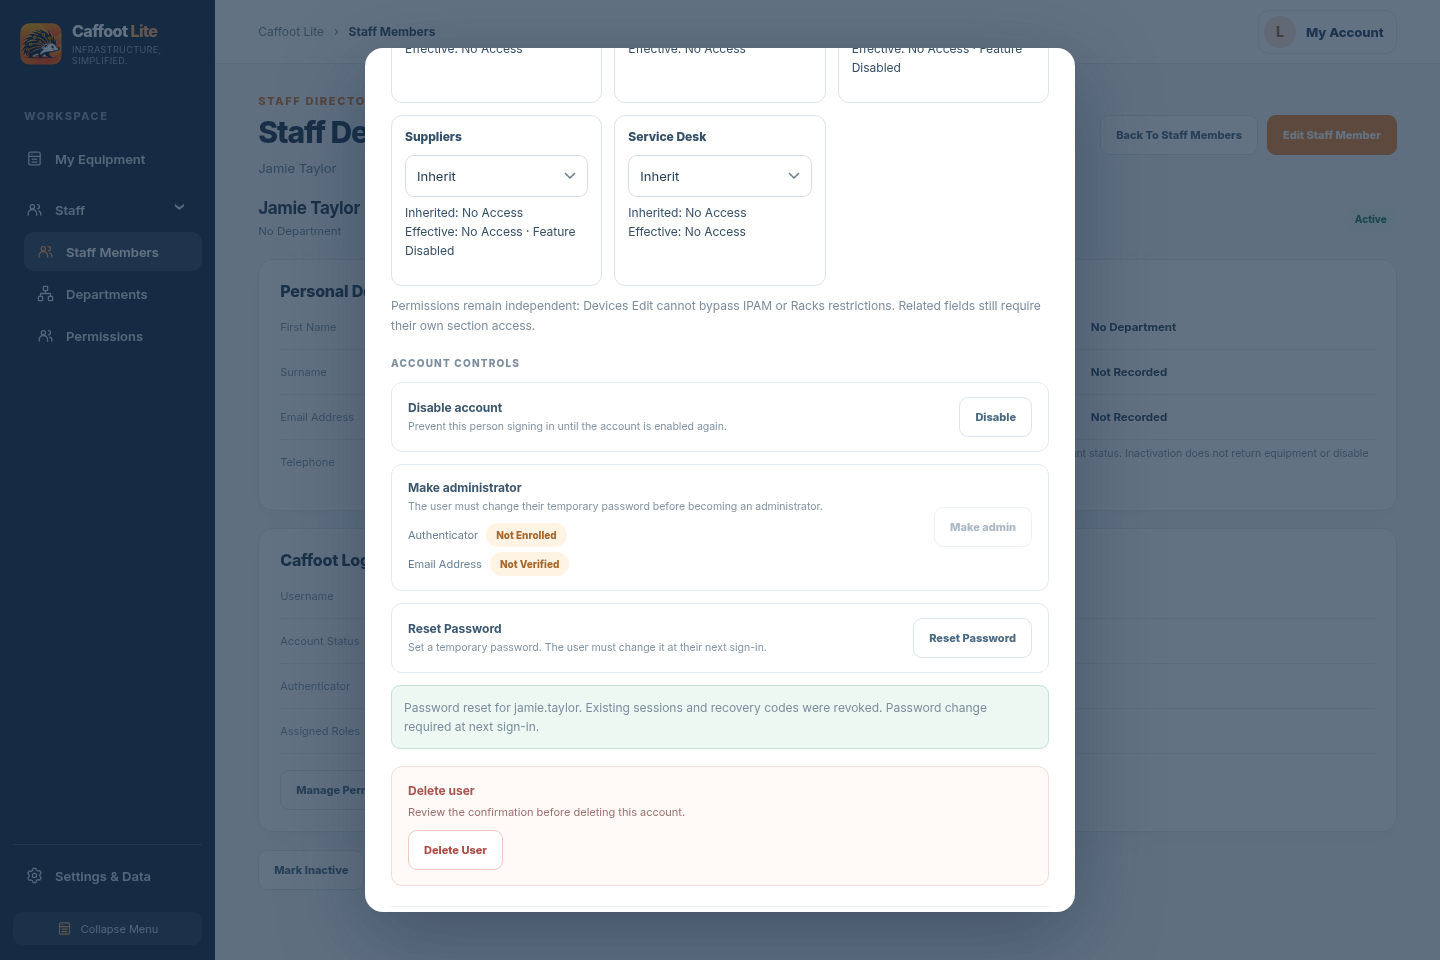 Caffoot Lite
INFRASTRUCTURE,
SIMPLIFIED.
WORKSPACE
My Equipment
Staff
Staff Members
Departments
Permissions
Settings & Data
Collapse Menu
Caffoot Lite › Staff Members
L My Account
Back To Staff Members
Edit Staff Member
Jamie Taylor
Jamie Taylor
No Department
Active
First Name
No Department
Surname
Not Recorded
Email Address
Not Recorded
Telephone
status. Inactivation does not return equipment or disable
Username
Account Status
Authenticator
Assigned Roles
Manage
Mark Inactive
Effective: No Access
Effective: No Access
Effective: No Access · Feature
Disabled
Suppliers
Inherit
Inherited: No Access
Effective: No Access · Feature
Disabled
Service Desk
Inherit
Inherited: No Access
Effective: No Access
Permissions remain independent: Devices Edit cannot bypass IPAM or Racks restrictions. Related fields still require
their own section access.
ACCOUNT CONTROLS
Disable account
Prevent this person signing in until the account is enabled again.
Disable
Make administrator
The user must change their temporary password before becoming an administrator.
Authenticator Not Enrolled
Email Address Not Verified
Make admin
Reset Password
Set a temporary password. The user must change it at their next sign-in.
Reset Password
Password reset for jamie.taylor. Existing sessions and recovery codes were revoked. Password change
required at next sign-in.
Delete user
Review the confirmation before deleting this account.
Delete User